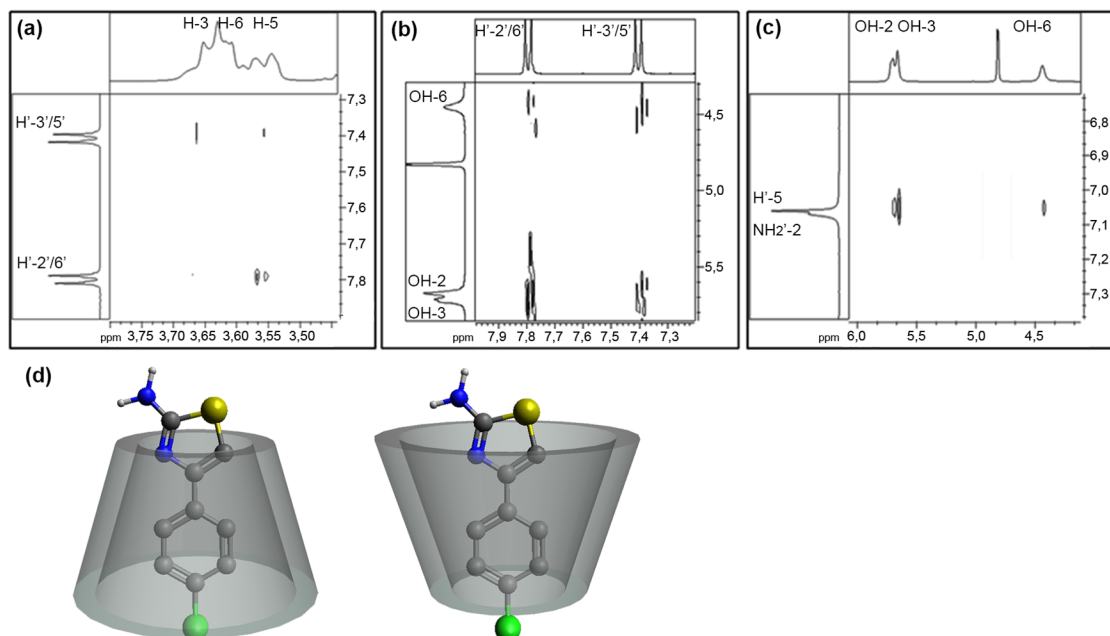 (a)
H-3 H-6 H-5
H'-3'/5'
H'-2'/6'
7,3
7,4
7,5
7,6
7,7
7,8
ppm 3,75 3,70 3,65 3,60 3,55 3,50
(b)
H'-2'/6' H'-3'/5'
OH-6
OH-2
OH-3
4,5
5,0
5,5
ppm 7,9 7,8 7,7 7,6 7,5 7,4 7,3
(c)
OH-2 OH-3 OH-6
H'-5
NH2'-2
6,8
6,9
7,0
7,1
7,2
7,3
6,0 ppm 5,5 5,0 4,5
(d)